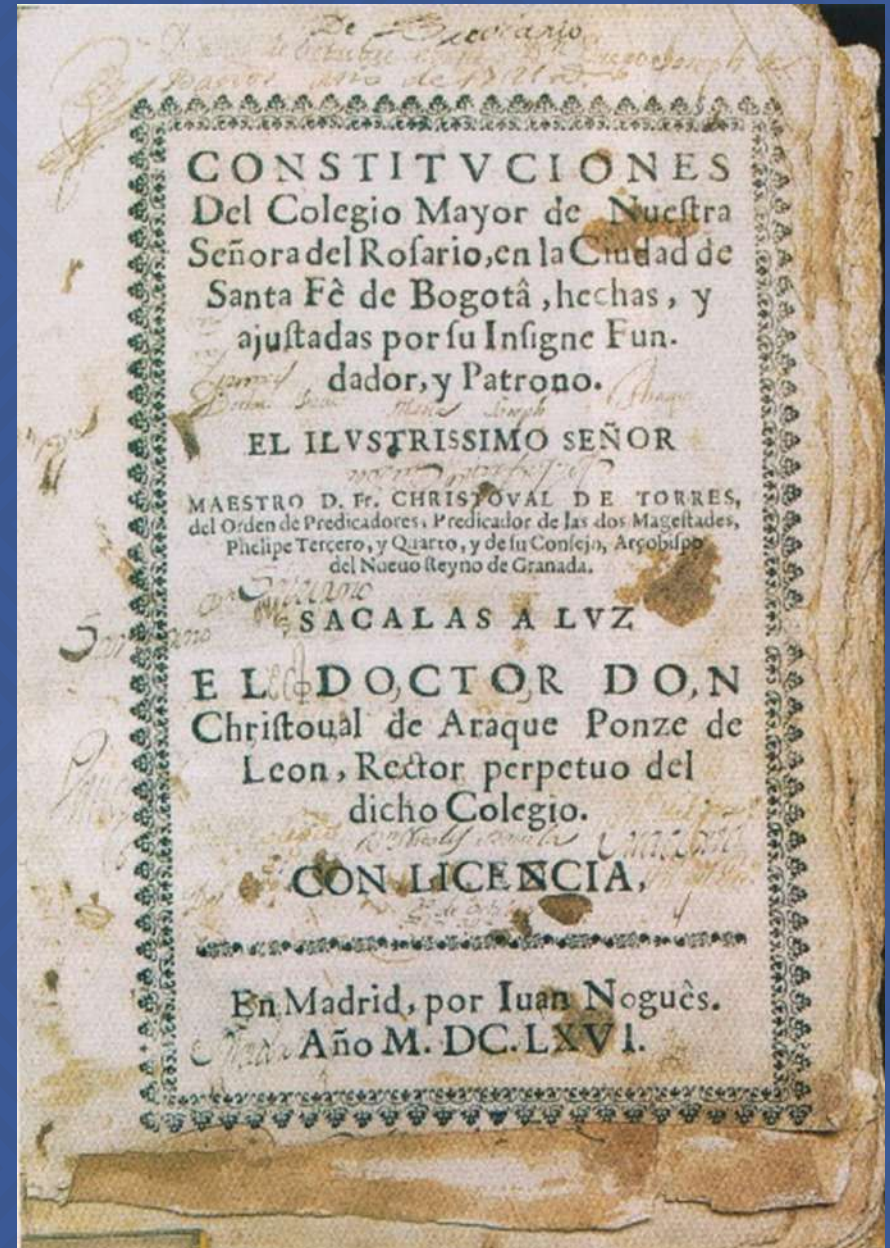 De
CONSTITVCIONES
Del Colegio Mayor de Nueſtra
Señora del Roſario, en la Ciudad de
Santa Fè de Bogotâ, hechas, y
ajuſtadas por ſu Inſigne Fun-
dador, y Patrono.
EL ILVSTRISSIMO SEÑOR
MAESTRO D. Fr. CHRISTOVAL DE TORRES,
del Orden de Predicadores, Predicador de las dos Mageſtades,
Phelipe Tercero, y Quarto, y de ſu Conſejo, Arçobiſpo
del Nueuo Reyno de Granada.
SACALAS A LVZ
EL DOCTOR DON
Chriſtoual de Araque Ponze de
Leon, Rector perpetuo del
dicho Colegio.
CON LICENCIA,
En Madrid, por Iuan Noguès.
Año M. DC. LXVI.